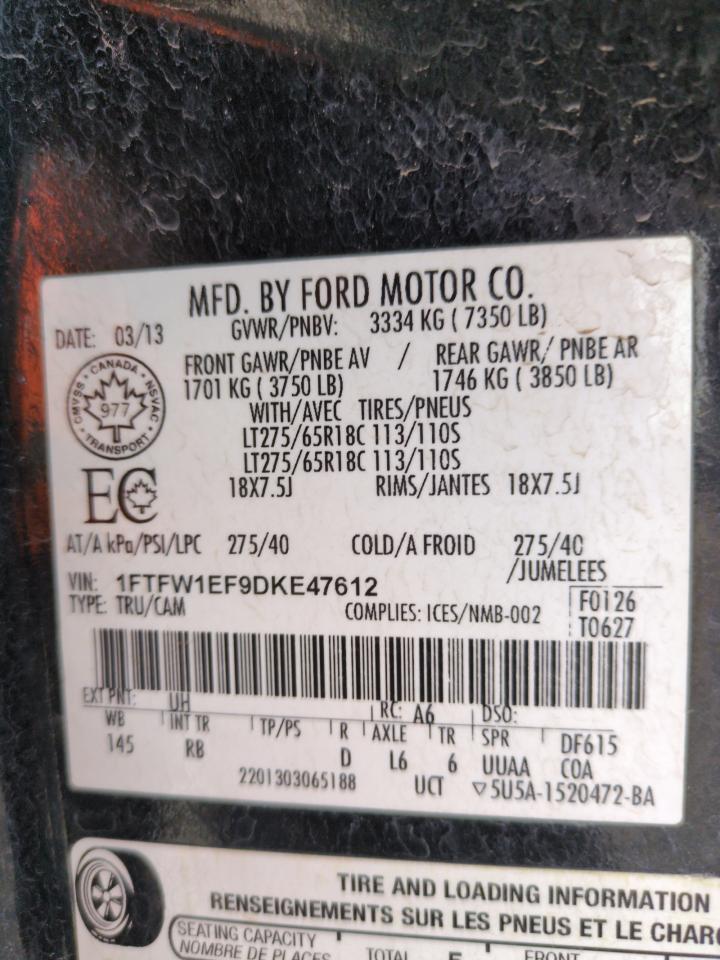 MFD. BY FORD MOTOR CO.
DATE: 03/13 GVWR/PNBV: 3334 KG ( 7350 LB)
FRONT GAWR/PNBE AV / REAR GAWR/ PNBE AR
1701 KG ( 3750 LB) 1746 KG ( 3850 LB)
CANADA
CMVSS NSVAC
977
TRANSPORT
WITH/AVEC TIRES/PNEUS
LT275/65R18C 113/110S
LT275/65R18C 113/110S
EC
18X7.5J RIMS/JANTES 18X7.5J
AT/A kPa/PSI/LPC 275/40 COLD/A FROID 275/40
/JUMELEES
VIN: 1FTFW1EF9DKE47612
F0126
TYPE: TRU/CAM COMPLIES: ICES/NMB-002
T0627
EXT PNT: UH RC: A6 DSO:
WB INT TR TP/PS R AXLE TR SPR DF615
145 RB D L6 6 UUAA COA
2201303065188 UCT ▽5U5A-1520472-BA
TIRE AND LOADING INFORMATION
RENSEIGNEMENTS SUR LES PNEUS ET LE
SEATING CAPACITY
NOMBRE DE PLACES TOTAL